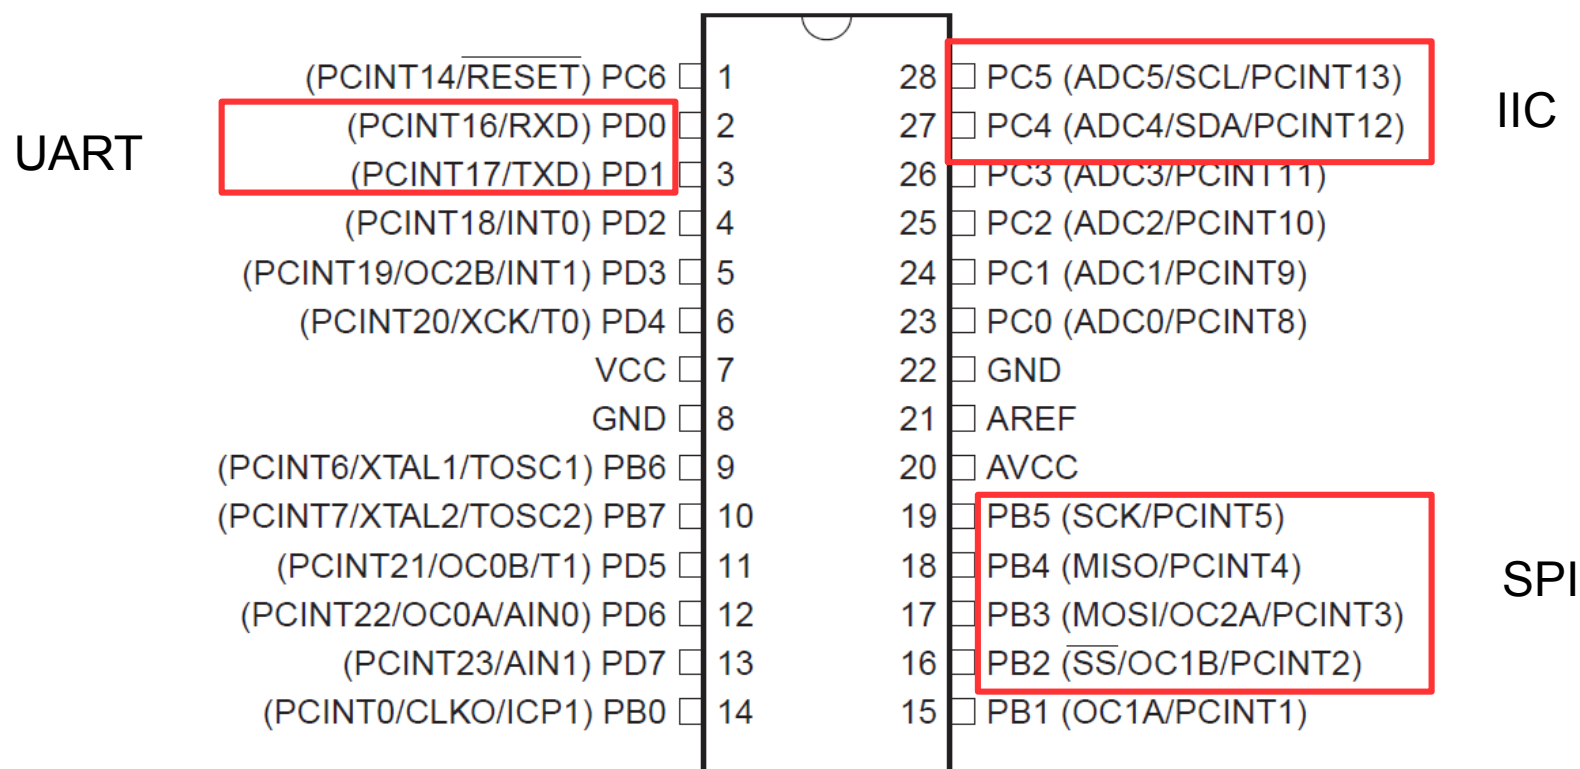 UART
(PCINT14/RESET) PC6 1
(PCINT16/RXD) PD0 2
(PCINT17/TXD) PD1 3
(PCINT18/INT0) PD2 4
(PCINT19/OC2B/INT1) PD3 5
(PCINT20/XCK/T0) PD4 6
VCC 7
GND 8
(PCINT6/XTAL1/TOSC1) PB6 9
(PCINT7/XTAL2/TOSC2) PB7 10
(PCINT21/OC0B/T1) PD5 11
(PCINT22/OC0A/AIN0) PD6 12
(PCINT23/AIN1) PD7 13
(PCINT0/CLKO/ICP1) PB0 14
28 PC5 (ADC5/SCL/PCINT13)
27 PC4 (ADC4/SDA/PCINT12)
26 PC3 (ADC3/PCINT11)
25 PC2 (ADC2/PCINT10)
24 PC1 (ADC1/PCINT9)
23 PC0 (ADC0/PCINT8)
22 GND
21 AREF
20 AVCC
19 PB5 (SCK/PCINT5)
18 PB4 (MISO/PCINT4)
17 PB3 (MOSI/OC2A/PCINT3)
16 PB2 (SS/OC1B/PCINT2)
15 PB1 (OC1A/PCINT1)
IIC
SPI